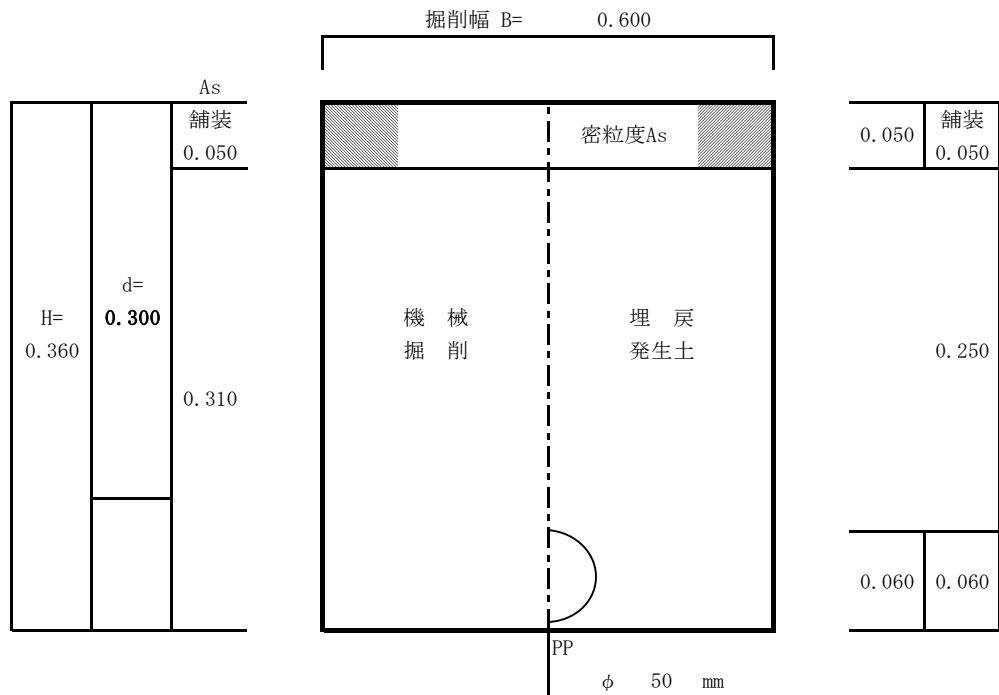 掘削幅 B= 0.600
As
舗装
0.050
密粒度As
0.050
舗装
0.050
d=
0.300
H=
0.360
機 械
掘 削
埋 戻
発生土
0.250
0.310
0.060
0.060
PP
φ 50 mm